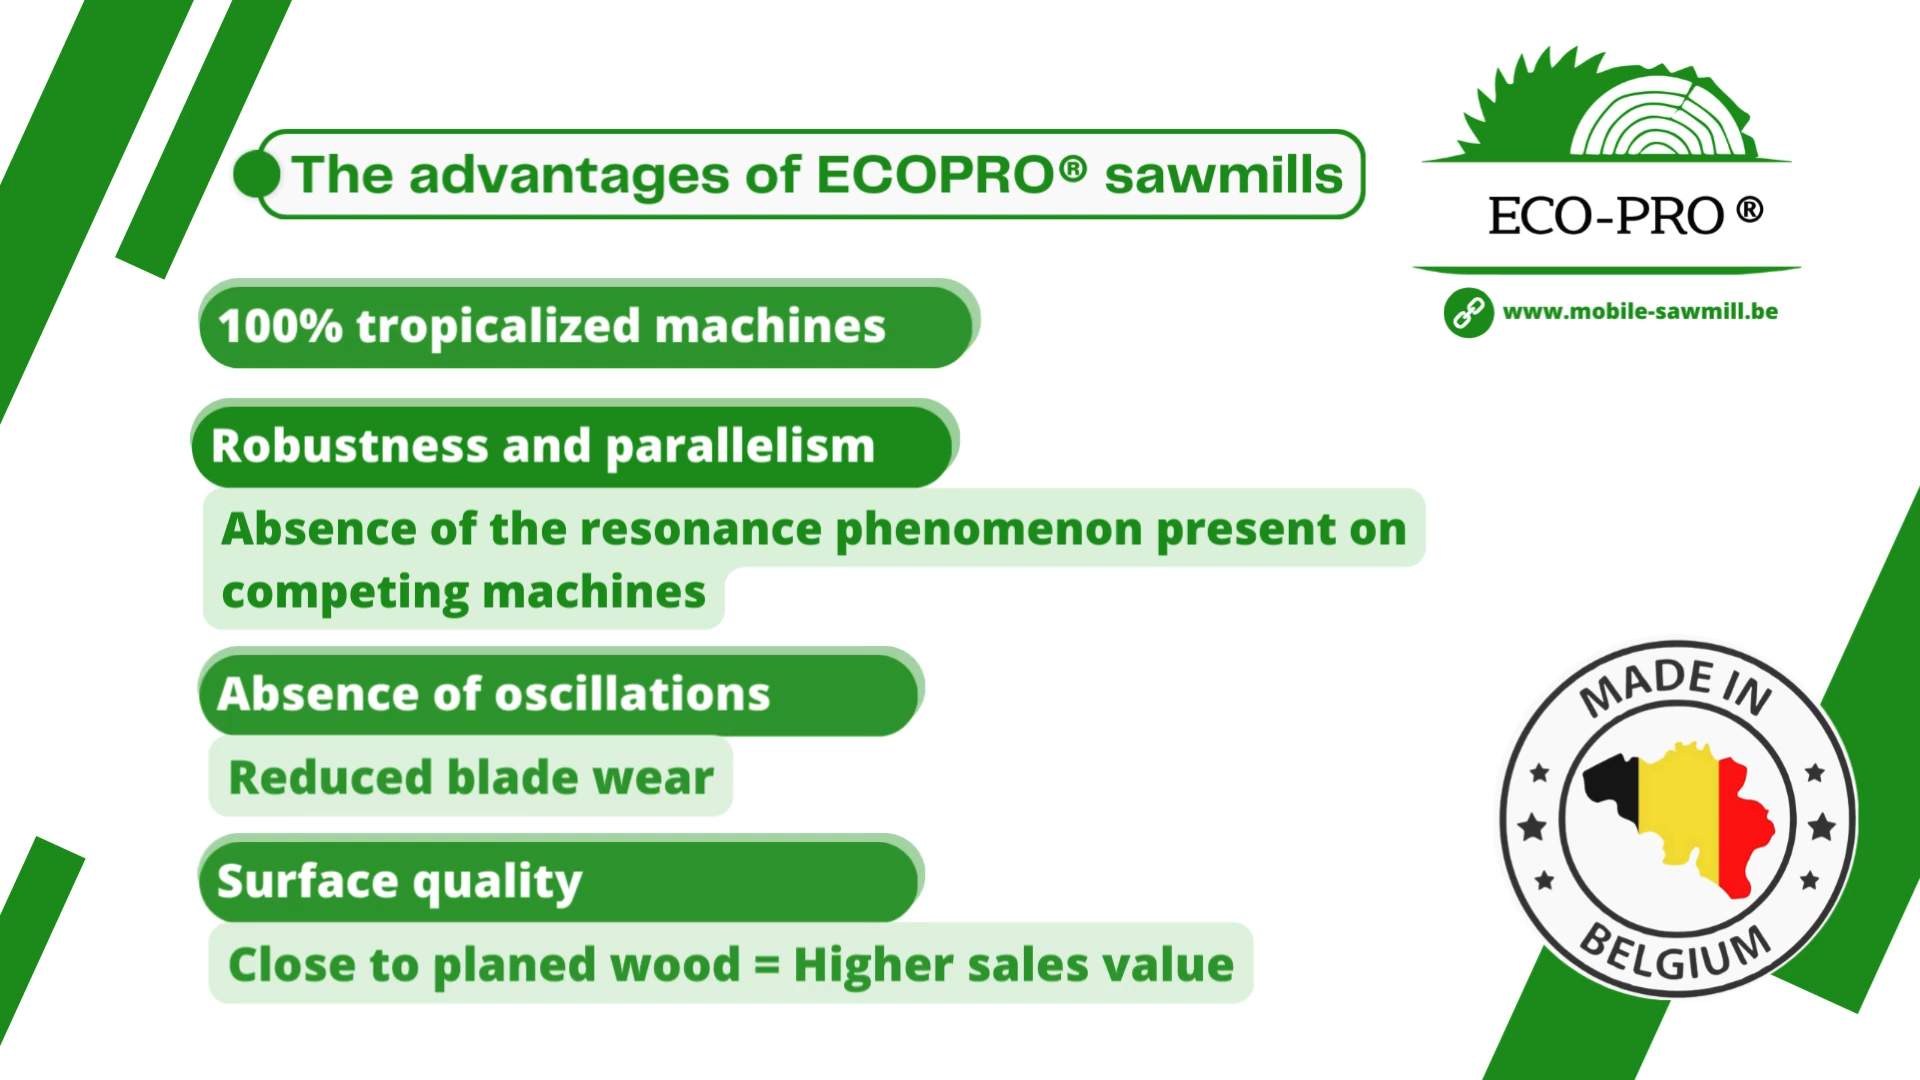 The advantages of ECOPRO® sawmills
ECO-PRO ®
www.mobile-sawmill.be
100% tropicalized machines
Robustness and parallelism
Absence of the resonance phenomenon present on
competing machines
Absence of oscillations
Reduced blade wear
Surface quality
Close to planed wood = Higher sales value
MADE IN
BELGIUM